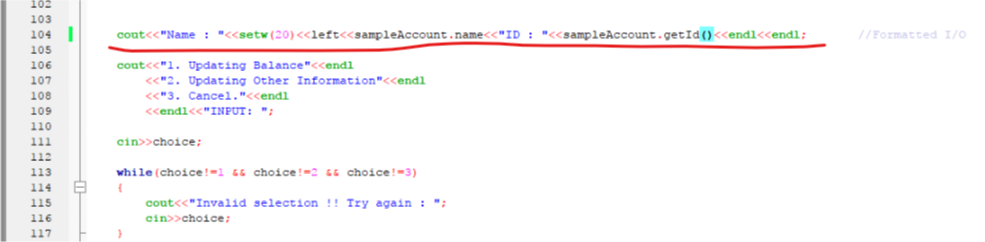 102
103
104 cout<<"Name : "<<setw(20)<<left<<sampleAccount.name<<"ID : "<<sampleAccount.getId()<<endl<<endl; //Formatted I/O
105
106 cout<<"1. Updating Balance"<<endl
107 <<"2. Updating Other Information"<<endl
108 <<"3. Cancel."<<endl
109 <<endl<<"INPUT: ";
110
111 cin>>choice;
112
113 while(choice!=1 && choice!=2 && choice!=3)
114 {
115 cout<<"Invalid selection !! Try again : ";
116 cin>>choice;
117 }